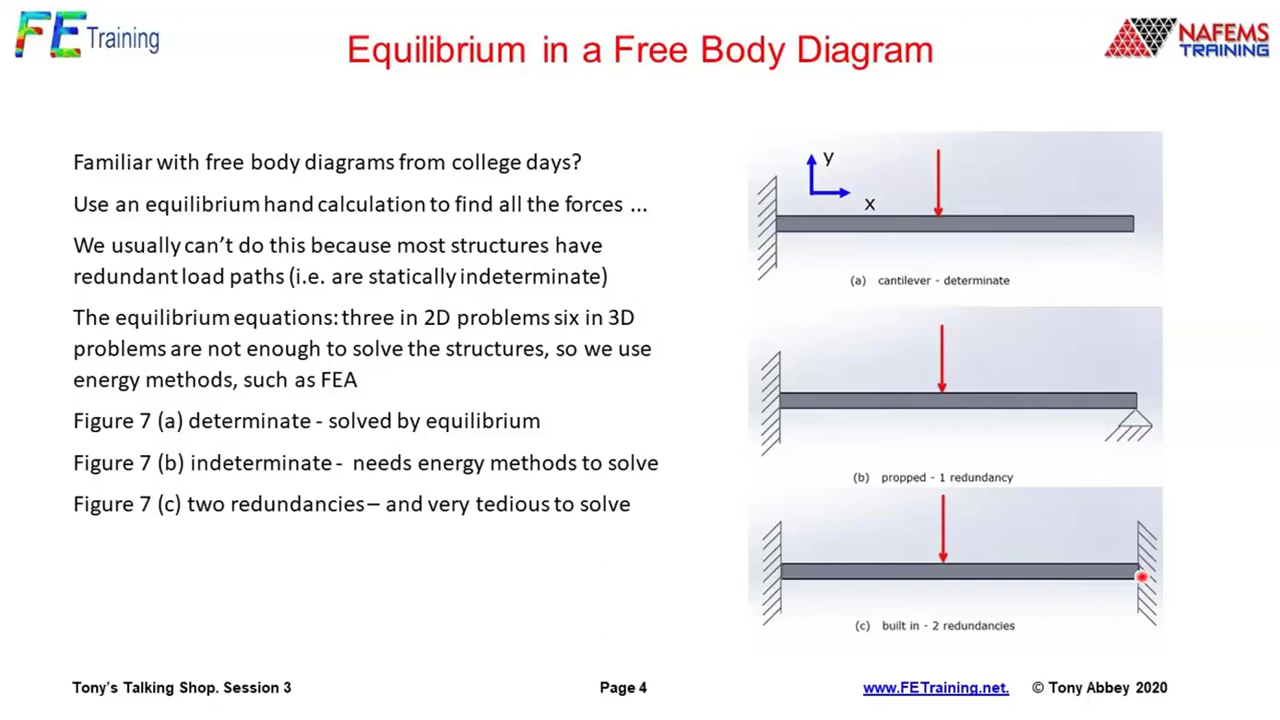 FE Training
Equilibrium in a Free Body Diagram
NAFEMS
TRAINING
Familiar with free body diagrams from college days?
Use an equilibrium hand calculation to find all the forces ...
We usually can't do this because most structures have
redundant load paths (i.e. are statically indeterminate)
The equilibrium equations: three in 2D problems six in 3D
problems are not enough to solve the structures, so we use
energy methods, such as FEA
Figure 7 (a) determinate - solved by equilibrium
Figure 7 (b) indeterminate - needs energy methods to solve
Figure 7 (c) two redundancies – and very tedious to solve
y
x
(a) cantilever - determinate
(b) propped - 1 redundancy
(c) built in - 2 redundancies
Tony's Talking Shop. Session 3
Page 4
www.FETraining.net. © Tony Abbey 2020